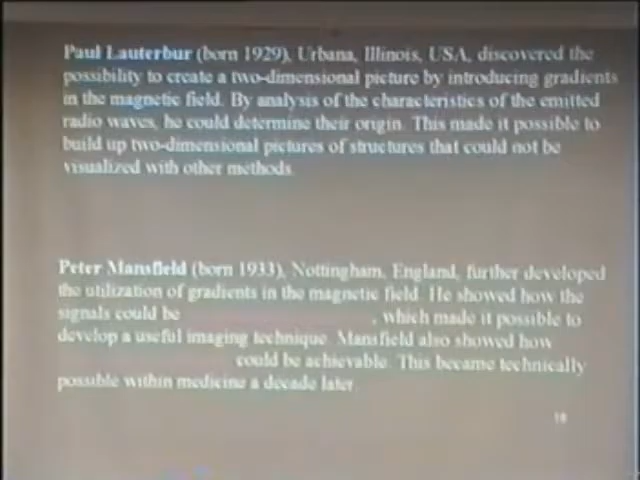 Paul Lauterbur (born 1929), Urbana, Illinois, USA, discovered the
possibility to create a two-dimensional picture by introducing gradients
in the magnetic field. By analysis of the characteristics of the emitted
radio waves, he could determine their origin. This made it possible to
build up two-dimensional pictures of structures that could not be
visualized with other methods.
Peter Mansfield (born 1933), Nottingham, England, further developed
the utilization of gradients in the magnetic field. He showed how the
signals could be , which made it possible to
develop a useful imaging technique. Mansfield also showed how
could be achievable. This became technically
possible within medicine a decade later.